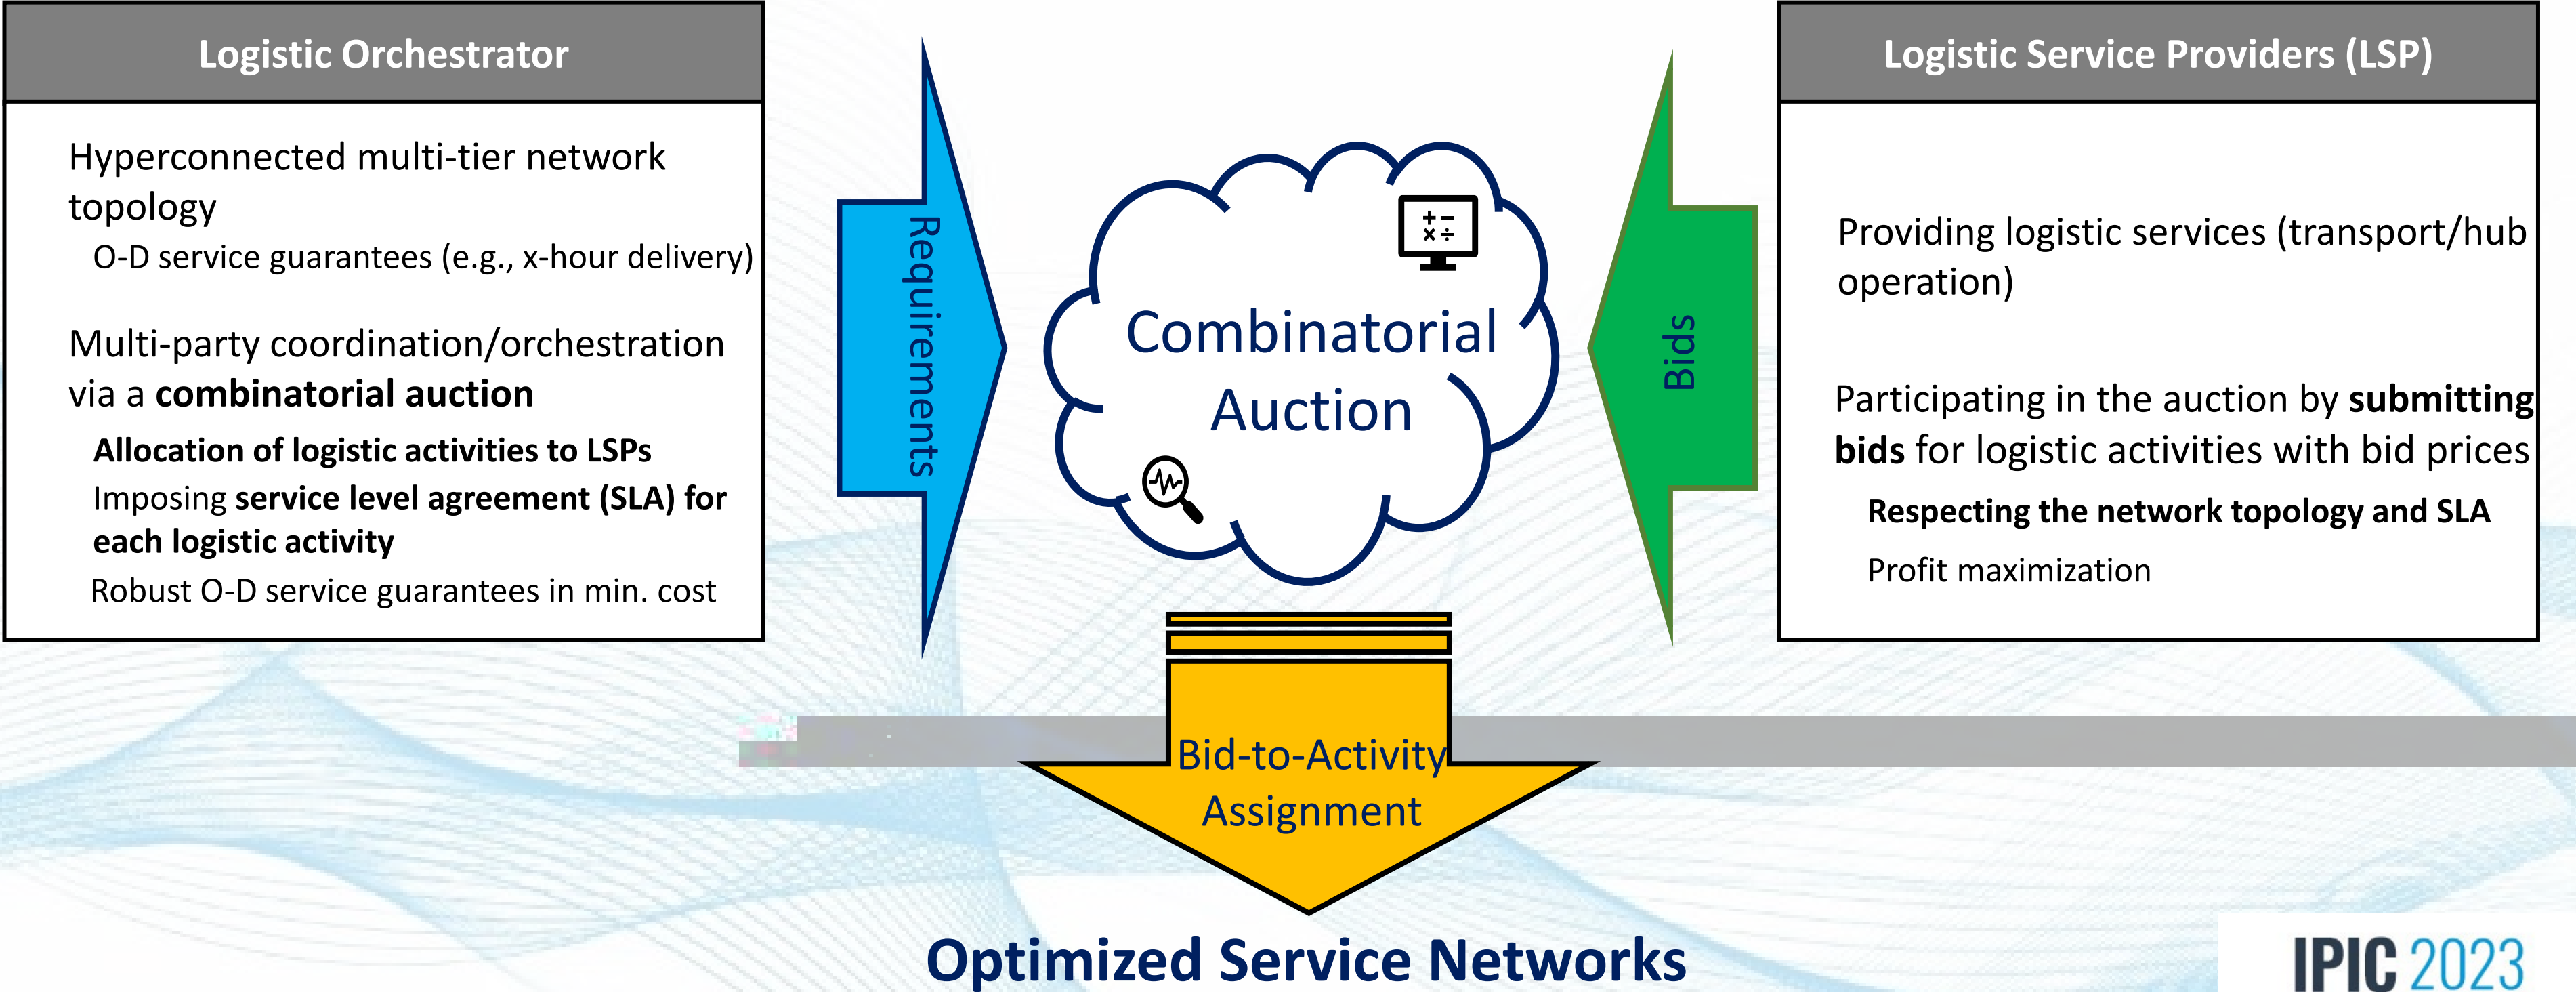 Logistic Orchestrator
Hyperconnected multi-tier network
topology
O-D service guarantees (e.g., x-hour delivery)
Multi-party coordination/orchestration
via a combinatorial auction
Allocation of logistic activities to LSPs
Imposing service level agreement (SLA) for
each logistic activity
Robust O-D service guarantees in min. cost
Requirements
+ −
× ÷
Combinatorial
Auction
Bids
Logistic Service Providers (LSP)
Providing logistic services (transport/hub
operation)
Participating in the auction by submitting
bids for logistic activities with bid prices
Respecting the network topology and SLA
Profit maximization
Bid-to-Activity
Assignment
Optimized Service Networks
IPIC 2023